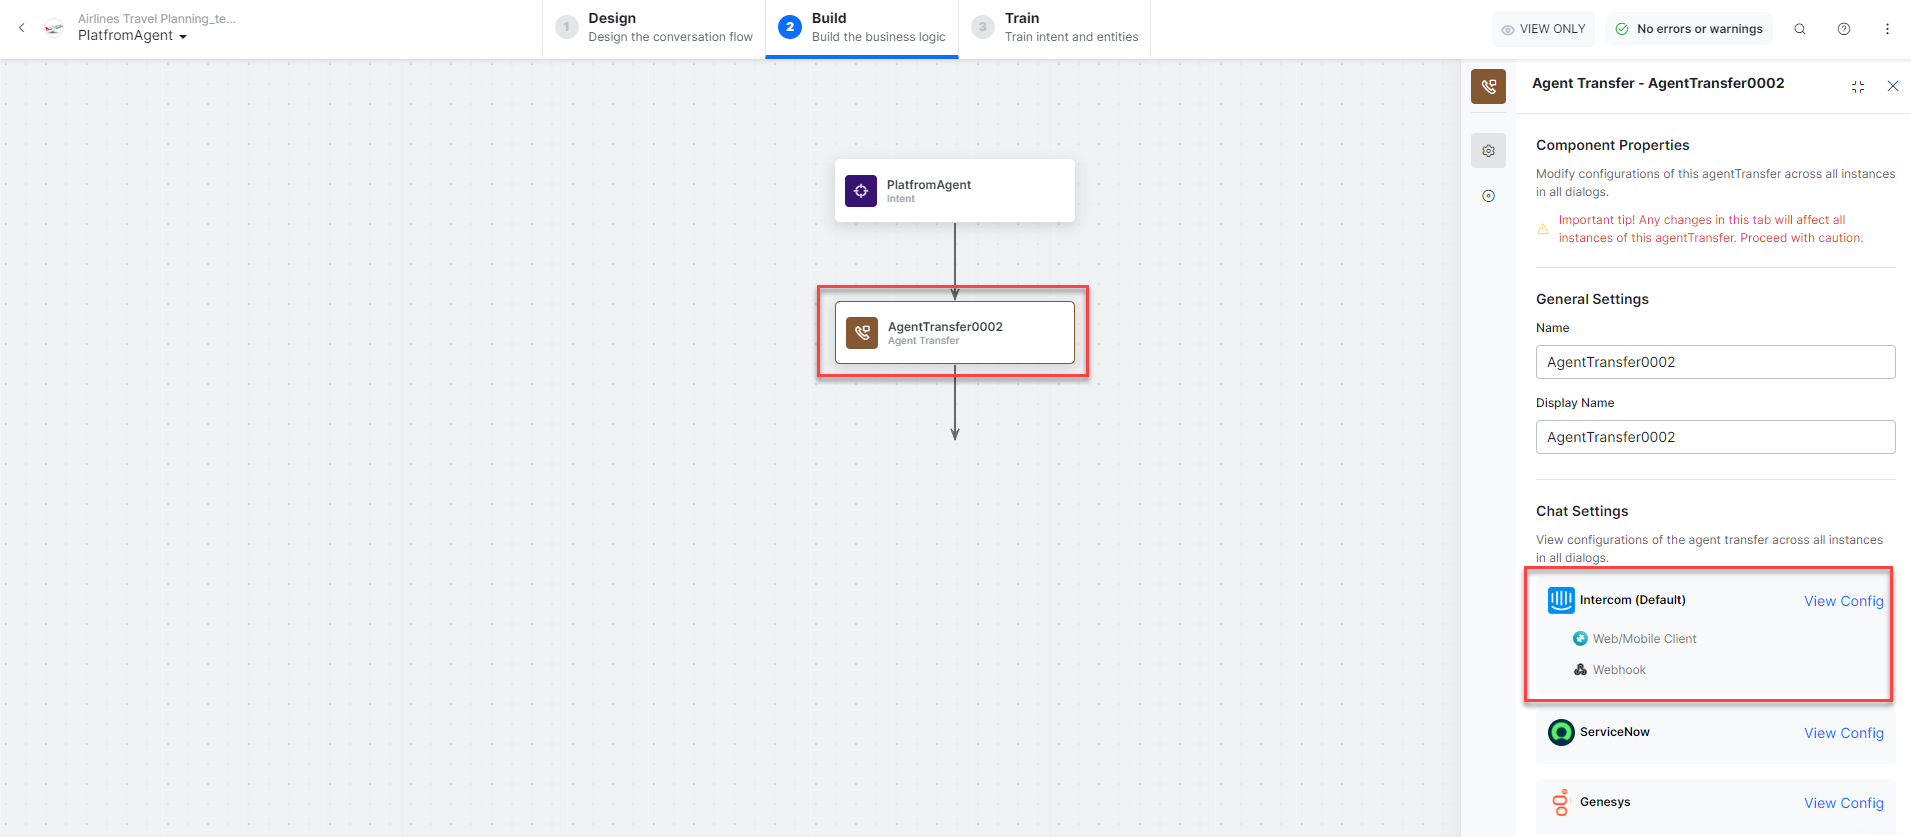 Airlines Travel Planning_te...
PlatfromAgent
1
Design
Design the conversation flow
2
Build
Build the business logic
3
Train
Train intent and entities
VIEW ONLY
No errors or warnings
PlatfromAgent
Intent
AgentTransfer0002
Agent Transfer
Agent Transfer - AgentTransfer0002
Component Properties
Modify configurations of this agentTransfer across all instances
in all dialogs.
Important tip! Any changes in this tab will affect all
instances of this agentTransfer. Proceed with caution.
General Settings
Name
AgentTransfer0002
Display Name
AgentTransfer0002
Chat Settings
View configurations of the agent transfer across all instances
in all dialogs.
Intercom (Default)
View Config
Web/Mobile Client
Webhook
ServiceNow
View Config
Genesys
View Config